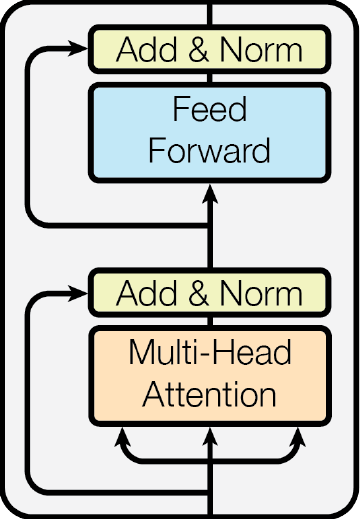 Add & Norm
Feed
Forward
Add & Norm
Multi-Head
Attention